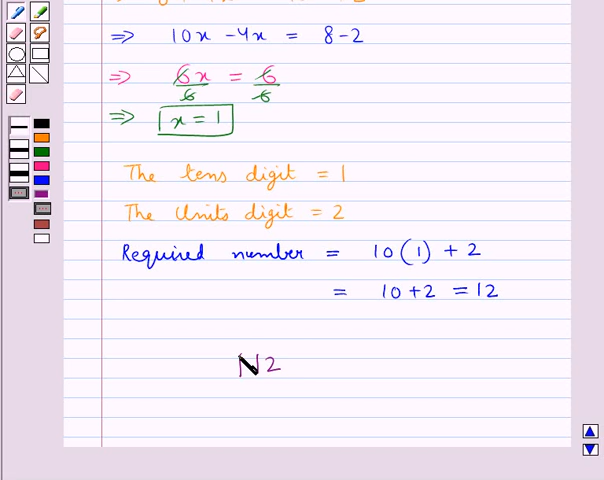 ⇒ 10x - 4x = 8 - 2
⇒ 6x/6 = 6/6
⇒ x = 1
The tens digit = 1
The Units digit = 2
Required number = 10(1) + 2
= 10 + 2 = 12